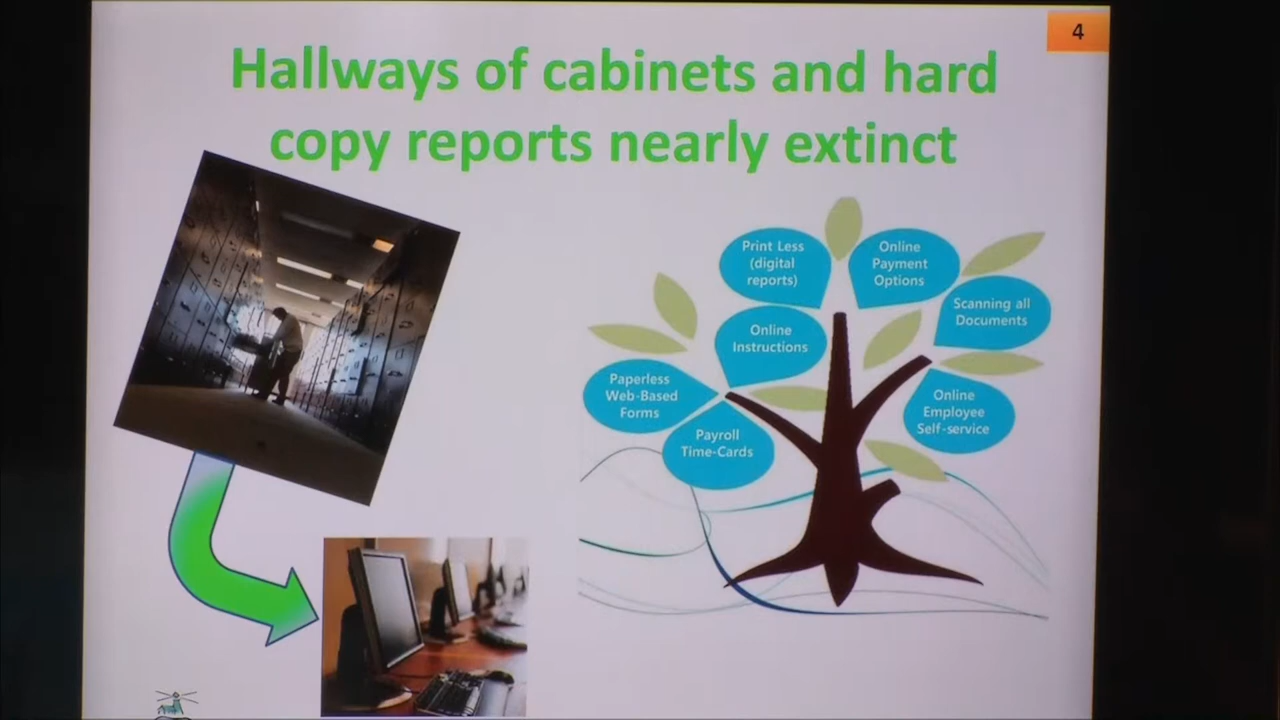 4
Hallways of cabinets and hard
copy reports nearly extinct
Print Less
(digital
reports)
Online
Payment
Options
Scanning all
Documents
Online
Instructions
Paperless
Web-Based
Forms
Online
Employee
Self-service
Payroll
Time-Cards